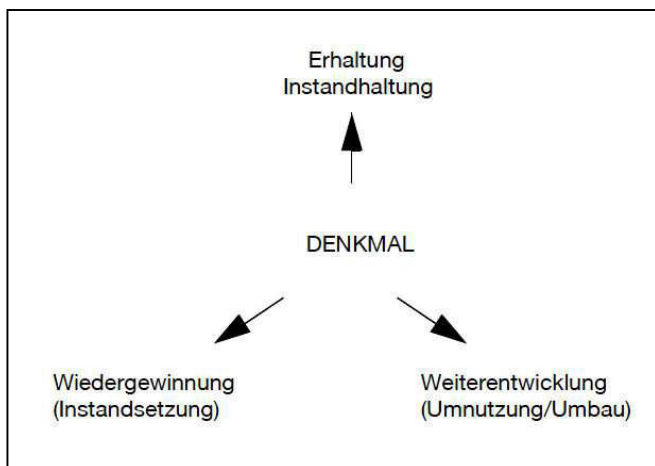 Erhaltung
Instandhaltung
DENKMAL
Wiedergewinnung
(Instandsetzung)
Weiterentwicklung
(Umnutzung/Umbau)